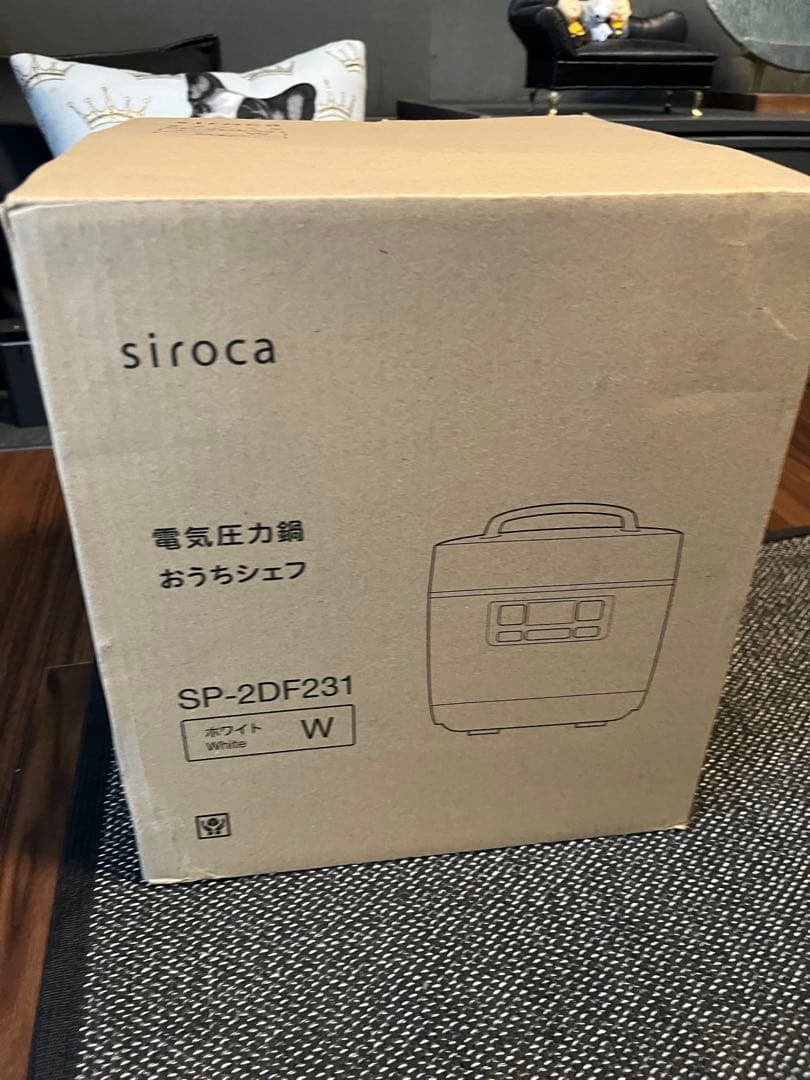 siroca
siroca
電気圧力鍋
おうちシェフ
SP-2DF231
ホワイト W
White